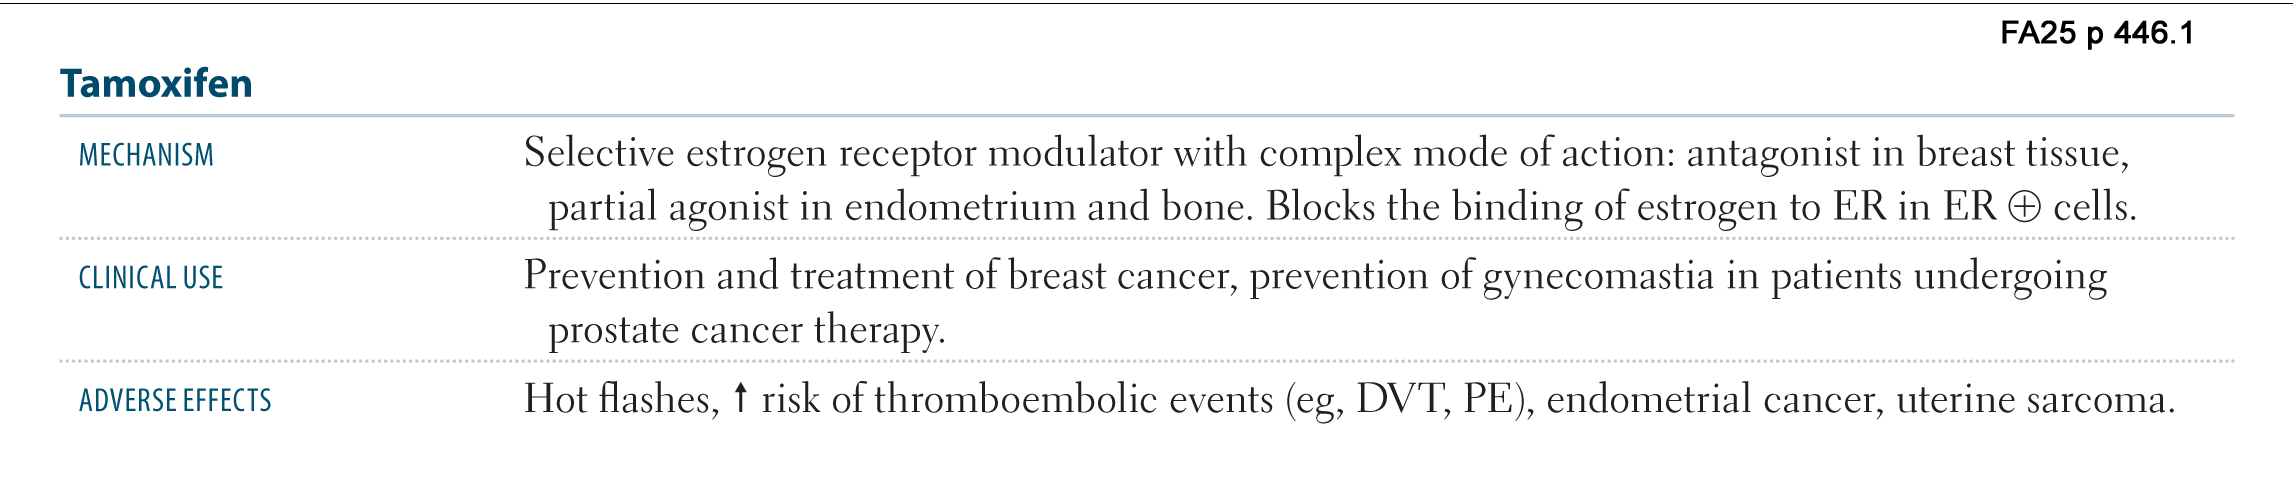 FA25 p 446.1
Tamoxifen
MECHANISM Selective estrogen receptor modulator with complex mode of action: antagonist in breast tissue,
partial agonist in endometrium and bone. Blocks the binding of estrogen to ER in ER ⊕ cells.
CLINICAL USE Prevention and treatment of breast cancer, prevention of gynecomastia in patients undergoing
prostate cancer therapy.
ADVERSE EFFECTS Hot flashes, ↑ risk of thromboembolic events (eg, DVT, PE), endometrial cancer, uterine sarcoma.